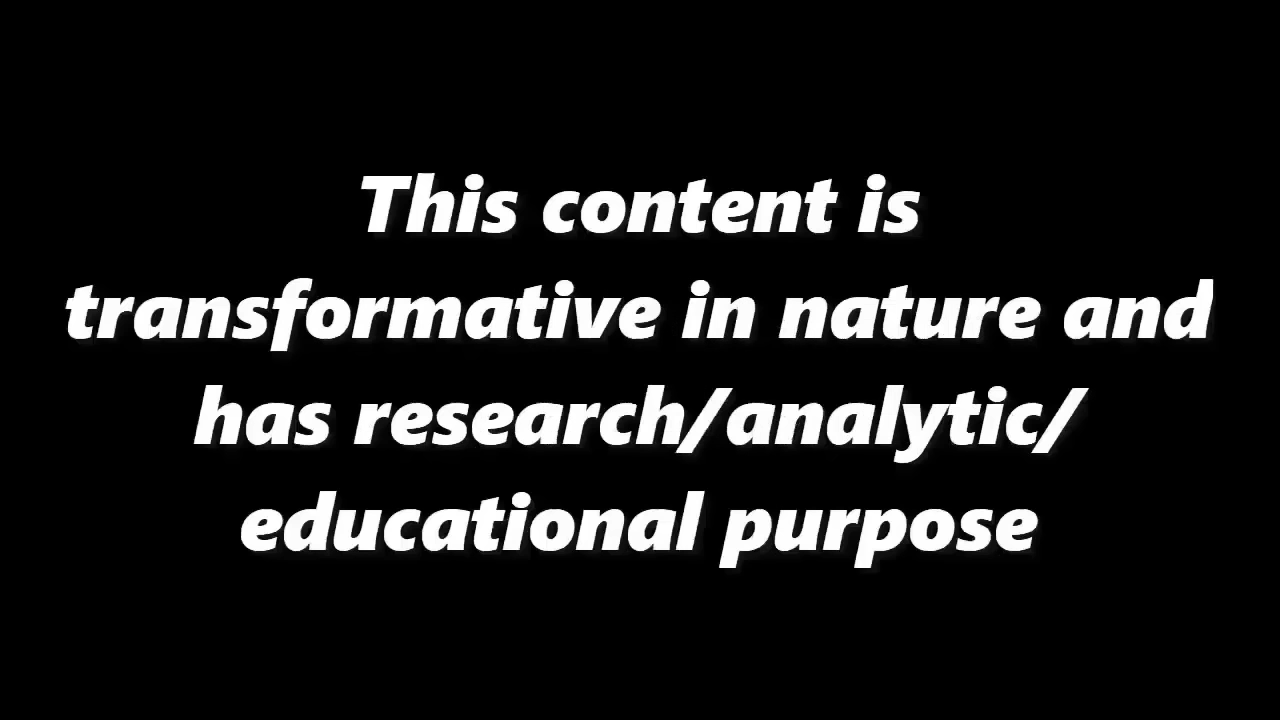 This content is
transformative in nature and
has research/analytic/
educational purpose